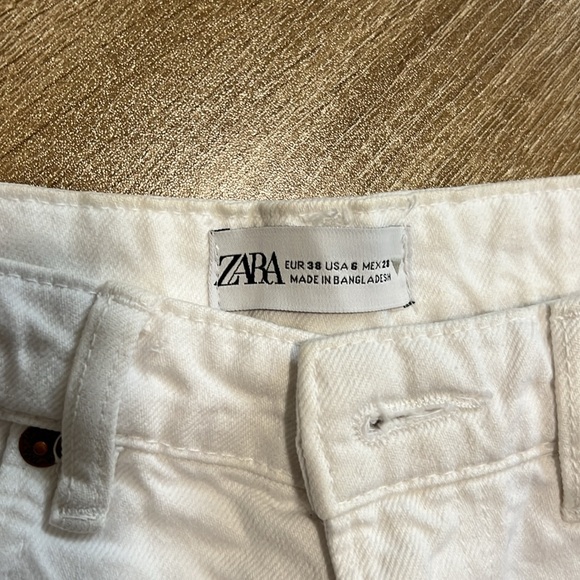 ZARA
EUR 38 USA 6 MEX 28
MADE IN BANGLADESH